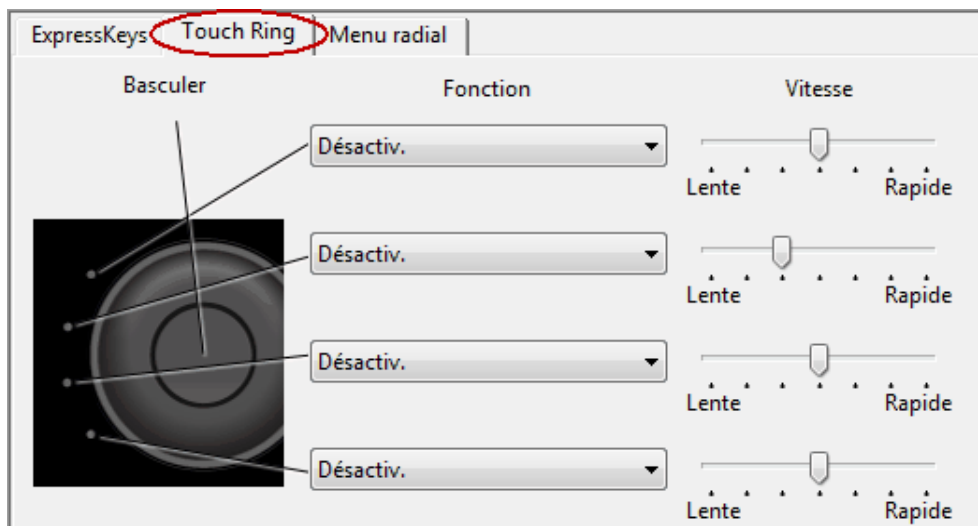 ExpressKeys Touch Ring Menu radial
Basculer Fonction Vitesse
Désactiv.
Lente Rapide
Désactiv.
Lente Rapide
Désactiv.
Lente Rapide
Désactiv.
Lente Rapide